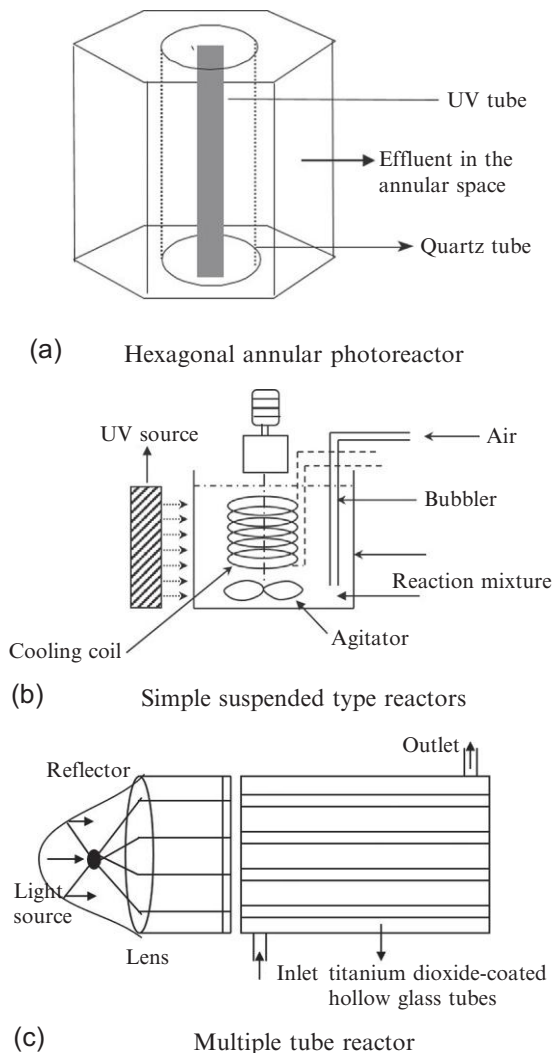 UV tube
Effluent in the
annular space
Quartz tube
(a) Hexagonal annular photoreactor
UV source
Air
Bubbler
Reaction mixture
Agitator
Cooling coil
(b) Simple suspended type reactors
Outlet
Reflector
Light
source
Lens
Inlet titanium dioxide-coated
hollow glass tubes
(c) Multiple tube reactor